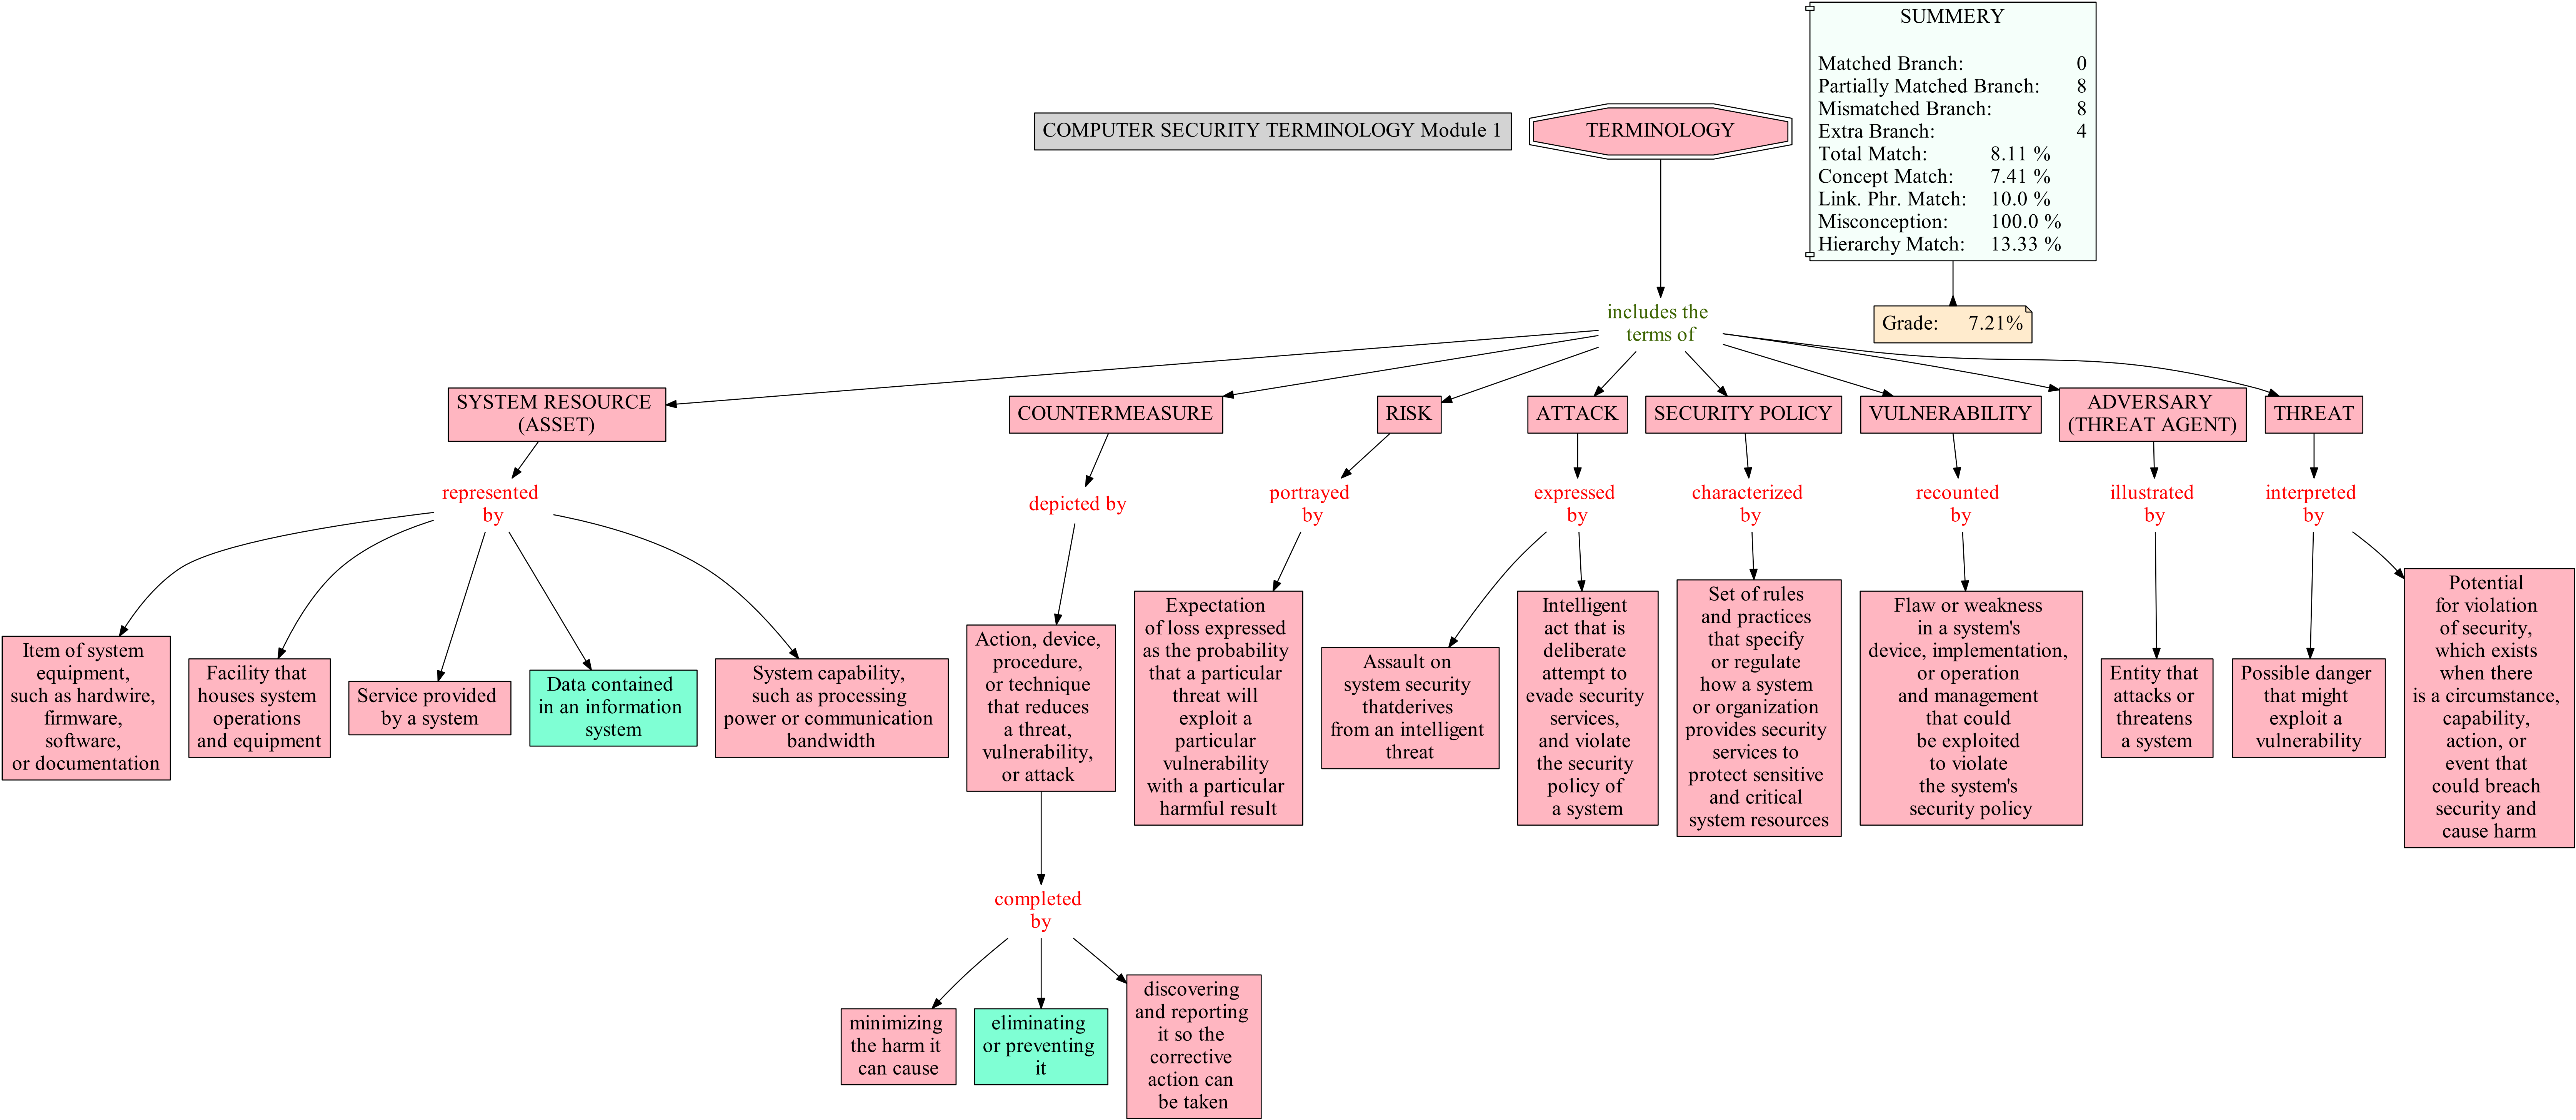 SUMMERY
Matched Branch: 0
Partially Matched Branch: 8
Mismatched Branch: 8
Extra Branch: 4
Total Match: 8.11 %
Concept Match: 7.41 %
Link. Phr. Match: 10.0 %
Misconception: 100.0 %
Hierarchy Match: 13.33 %
COMPUTER SECURITY TERMINOLOGY Module 1
TERMINOLOGY
Grade: 7.21%
includes the
terms of
SYSTEM RESOURCE
(ASSET)
COUNTERMEASURE
RISK
ATTACK
SECURITY POLICY
VULNERABILITY
ADVERSARY
(THREAT AGENT)
THREAT
represented
by
depicted by
portrayed
by
expressed
by
characterized
by
recounted
by
illustrated
by
interpreted
by
Item of system
equipment,
such as hardwire,
firmware,
software,
or documentation
Facility that
houses system
operations
and equipment
Service provided
by a system
Data contained
in an information
system
System capability,
such as processing
power or communication
bandwidth
Action, device,
procedure,
or technique
that reduces
a threat,
vulnerability,
or attack
Expectation
of loss expressed
as the probability
that a particular
threat will
exploit a
particular
vulnerability
with a particular
harmful result
Assault on
system security
thatderives
from an intelligent
threat
Intelligent
act that is
deliberate
attempt to
evade security
services,
and violate
the security
policy of
a system
Set of rules
and practices
that specify
or regulate
how a system
or organization
provides security
services to
protect sensitive
and critical
system resources
Flaw or weakness
in a system's
device, implementation,
or operation
and management
that could
be exploited
to violate
the system's
security policy
Entity that
attacks or
threatens
a system
Possible danger
that might
exploit a
vulnerability
Potential
for violation
of security,
which exists
when there
is a circumstance,
capability,
action, or
event that
could breach
security and
cause harm
completed
by
minimizing
the harm it
can cause
eliminating
or preventing
it
discovering
and reporting
it so the
corrective
action can
be taken